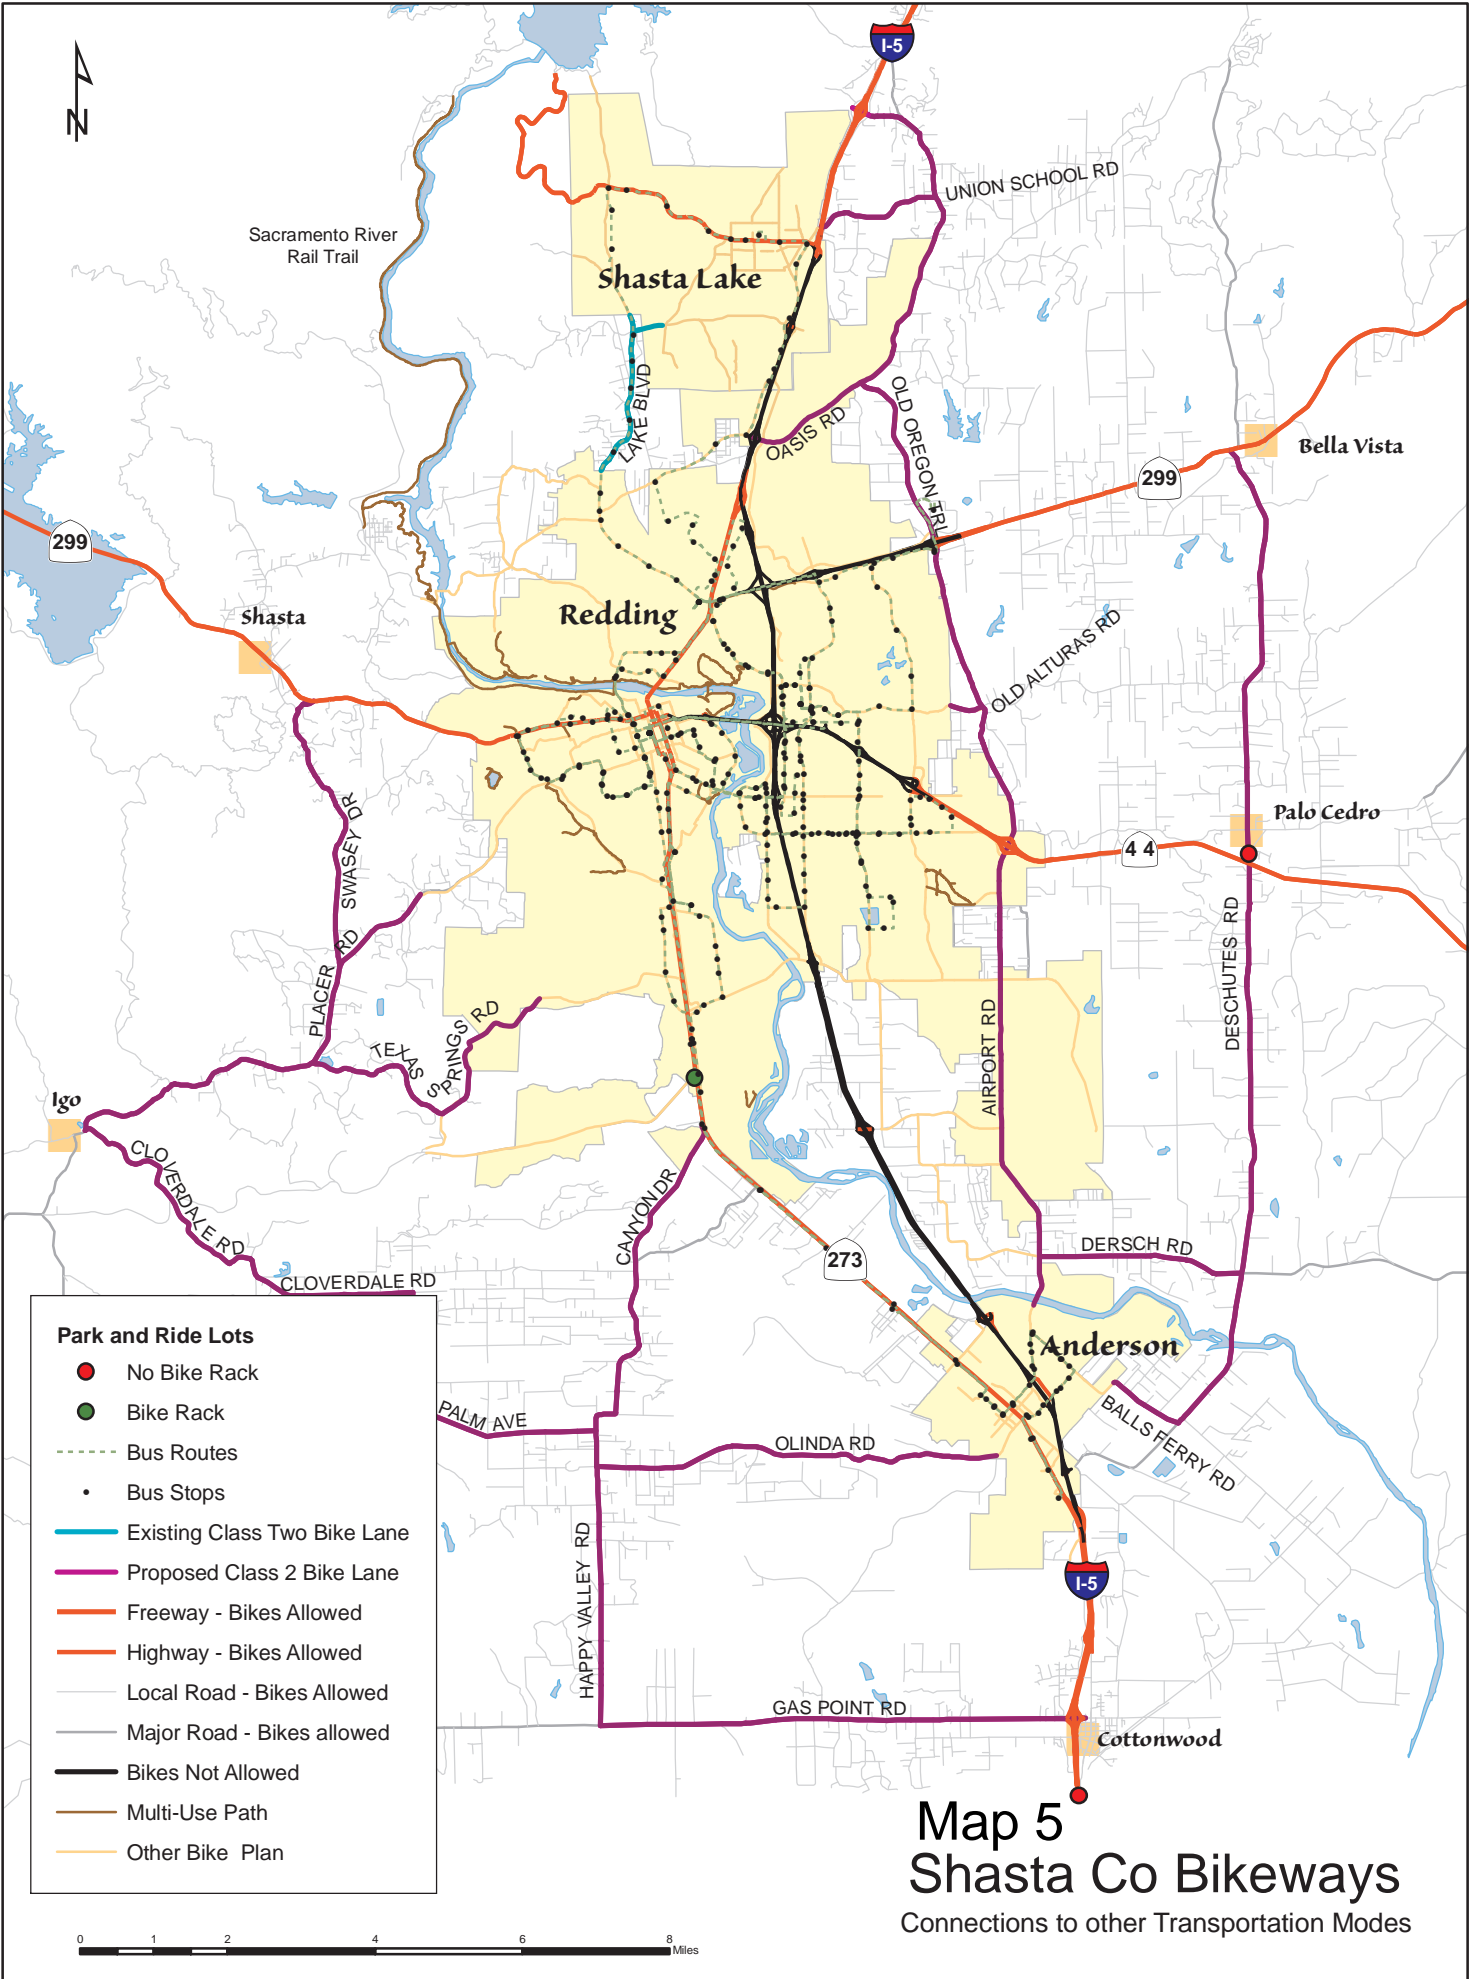 I-5
N
UNION SCHOOL RD
Sacramento River
Rail Trail
Shasta Lake
LAKE BLVD
OASIS RD
OLD OREGON TRL
Bella Vista
299
299
Shasta
Redding
OLD ALTURAS RD
SWASEY DR
Palo Cedro
4 4
PLACER RD
DESCHUTES RD
TEXAS SPRINGS RD
AIRPORT RD
Igo
CLOVERDALE RD
CANYON DR
DERSCH RD
273
CLOVERDALE RD
Anderson
PALM AVE
OLINDA RD
BALLS FERRY RD
HAPPY VALLEY RD
I-5
GAS POINT RD
Cottonwood
Park and Ride Lots
No Bike Rack
Bike Rack
Bus Routes
Bus Stops
Existing Class Two Bike Lane
Proposed Class 2 Bike Lane
Freeway - Bikes Allowed
Highway - Bikes Allowed
Local Road - Bikes Allowed
Major Road - Bikes allowed
Bikes Not Allowed
Multi-Use Path
Other Bike Plan
Map 5
Shasta Co Bikeways
Connections to other Transportation Modes
0 1 2 4 6 8
Miles